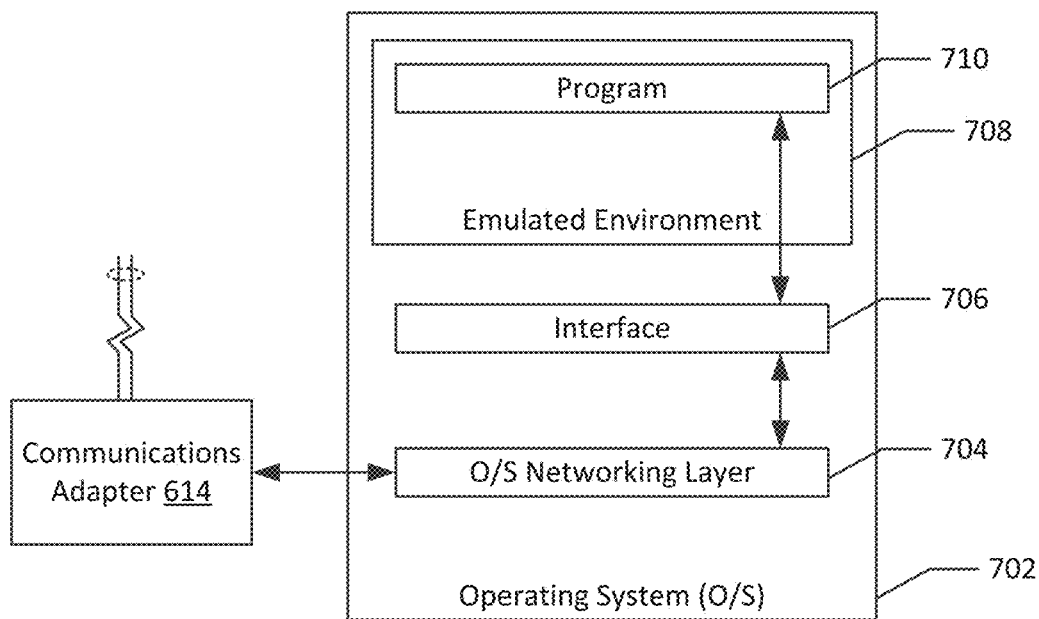 710
Program
708
Emulated Environment
706
Interface
Communications
Adapter 614
704
O/S Networking Layer
702
Operating System (O/S)